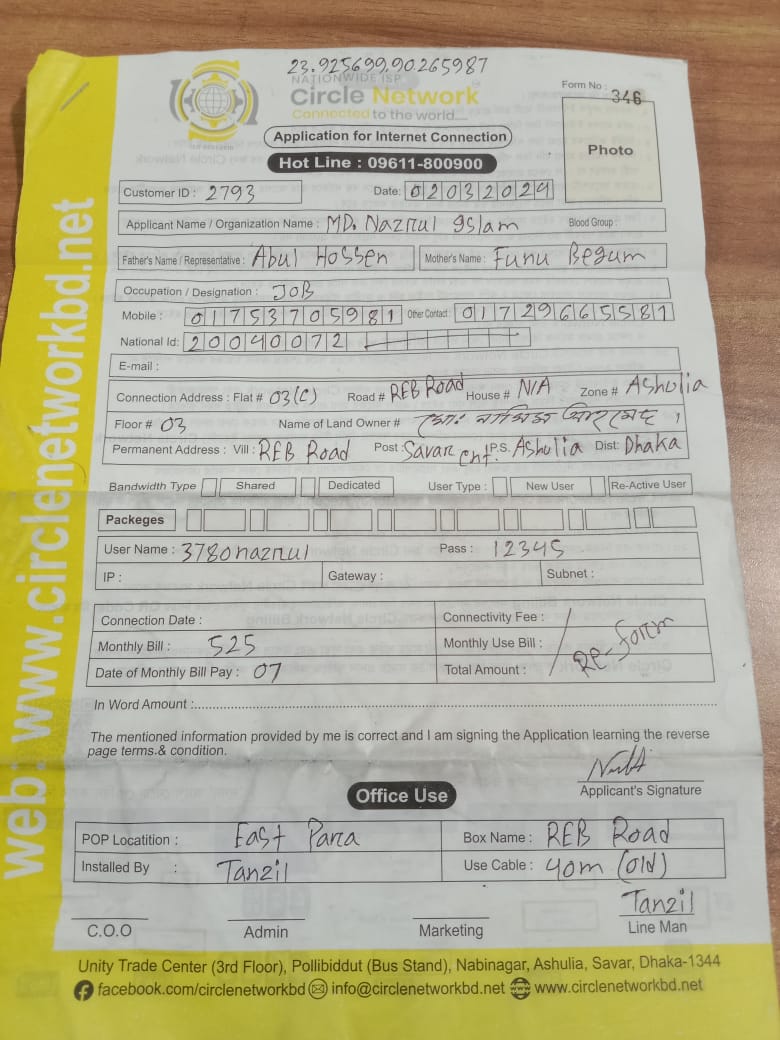 23.925699,90.265987
NATIONWIDE ISP
Circle Network
Connected to the world....
Form No : 346
Application for Internet Connection
Photo
Hot Line : 09611-800900
Customer ID : 2793 Date: 02032024
Applicant Name / Organization Name : MD. Nazrul Islam Blood Group :
Father's Name / Representative : Abul Hossen Mother's Name : Funu Begum
Occupation / Designation : JOB
Mobile : 01753705981 Other Contact : 01729665581
National Id: 20040072
E-mail :
Connection Address : Flat # 03(C) Road # REB Road House # N/A Zone # Ashulia
Floor # 03 Name of Land Owner # মো:
Permanent Address : Vill : REB Road Post : Savar Cnt. P.S. Ashulia Dist: Dhaka
Bandwidth Type Shared Dedicated User Type : New User Re-Active User
Packeges
User Name : 3780nazrul Pass : 12345
IP : Gateway : Subnet :
Connection Date : Connectivity Fee :
Monthly Bill : 525 Monthly Use Bill : Re-form
Date of Monthly Bill Pay : 07 Total Amount :
In Word Amount :
The mentioned information provided by me is correct and I am signing the Application learning the reverse
page terms.& condition.
Applicant's Signature
Office Use
POP Locatition : East Para Box Name : REB Road
Installed By : Tanzil Use Cable : 40m (old)
Tanzil
C.O.O Admin Marketing Line Man
Unity Trade Center (3rd Floor), Pollibiddut (Bus Stand), Nabinagar, Ashulia, Savar, Dhaka-1344
facebook.com/circlenetworkbd info@circlenetworkbd.net www.circlenetworkbd.net
web: www.circlenetworkbd.net